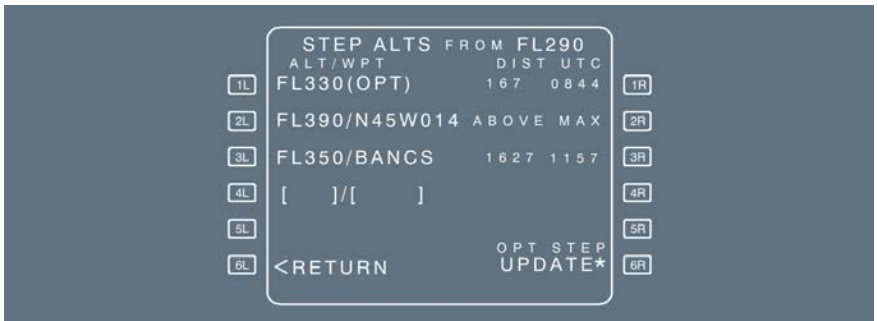 STEP ALTS FROM FL290
ALT/WPT DIST UTC
1L FL330(OPT) 167 0844 1R
2L FL390/N45W014 ABOVE MAX 2R
3L FL350/BANCS 1627 1157 3R
4L [ ]/[ ] 4R
5L 5R
OPT STEP
6L <RETURN UPDATE* 6R